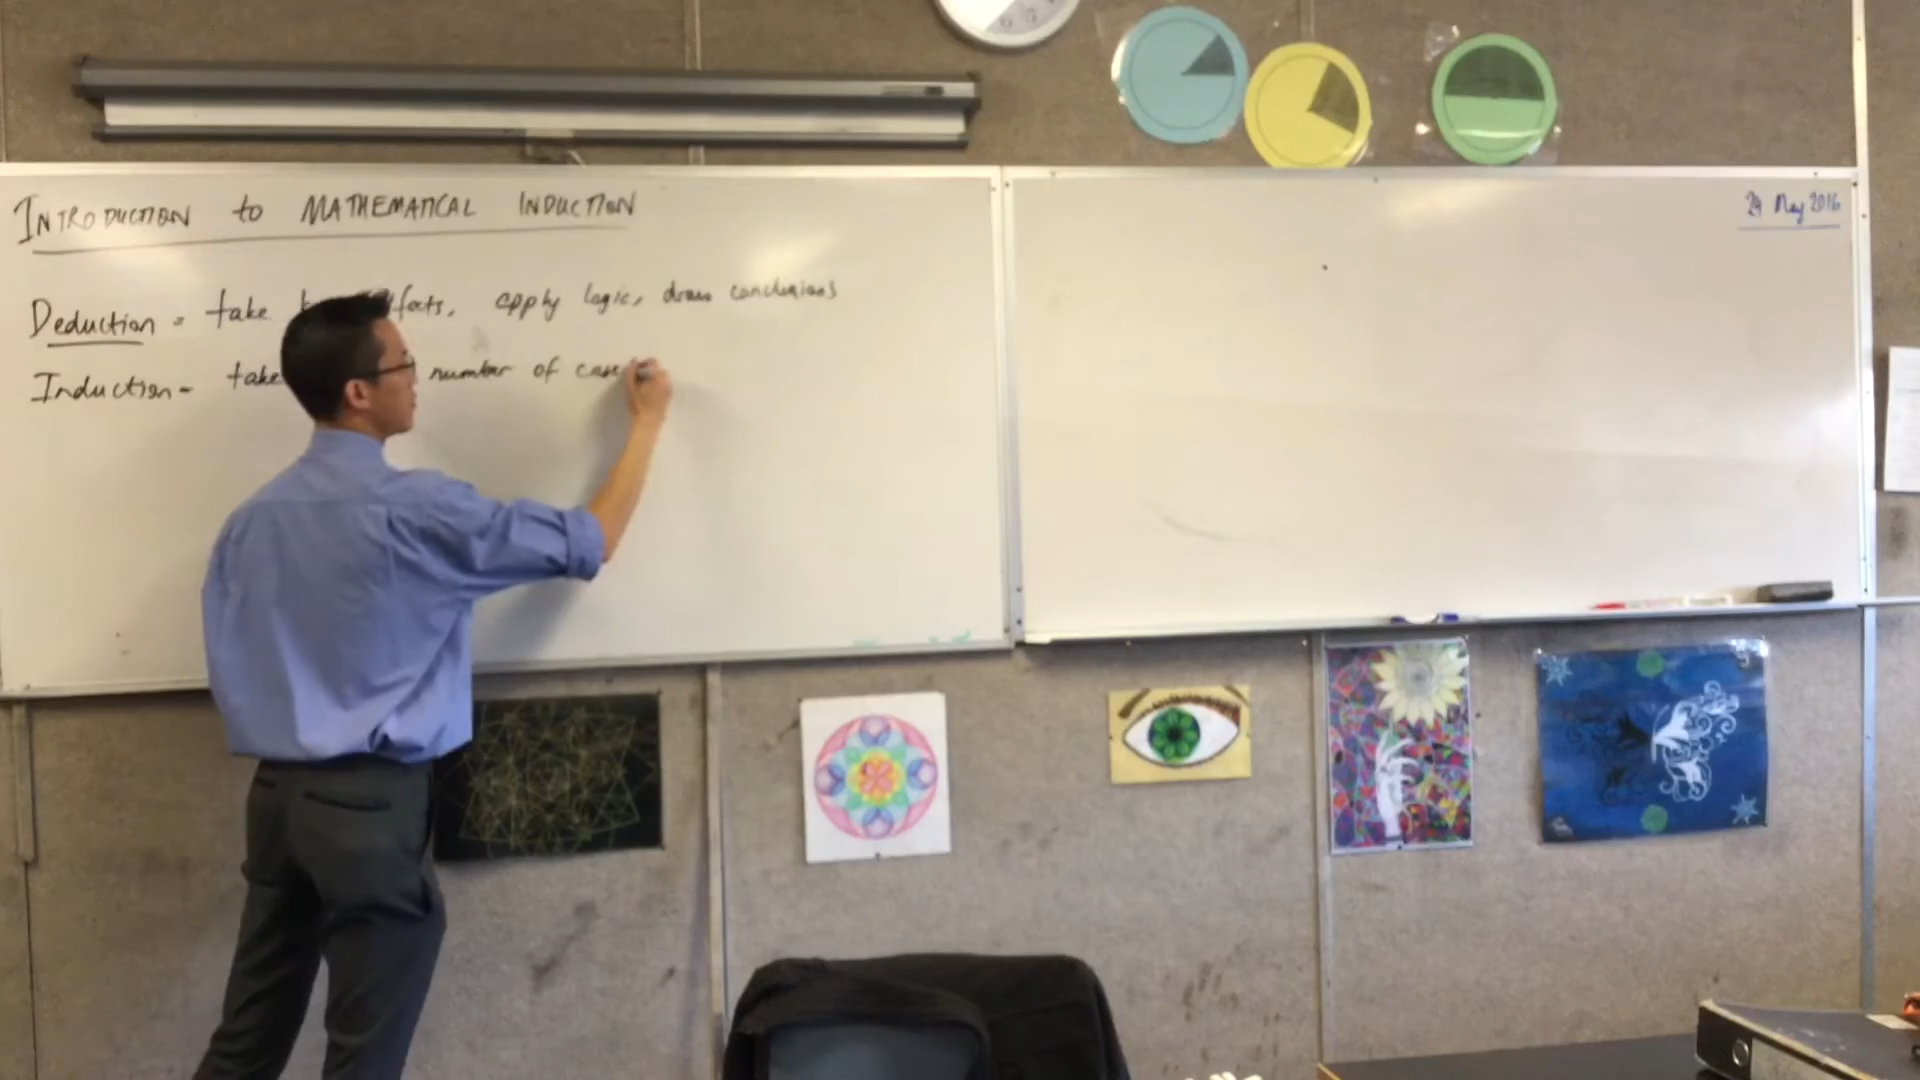 INTRODUCTION to MATHEMATICAL INDUCTION
Deduction = take facts, apply logic, draw conclusions
Induction = take number of case
24 May 2016